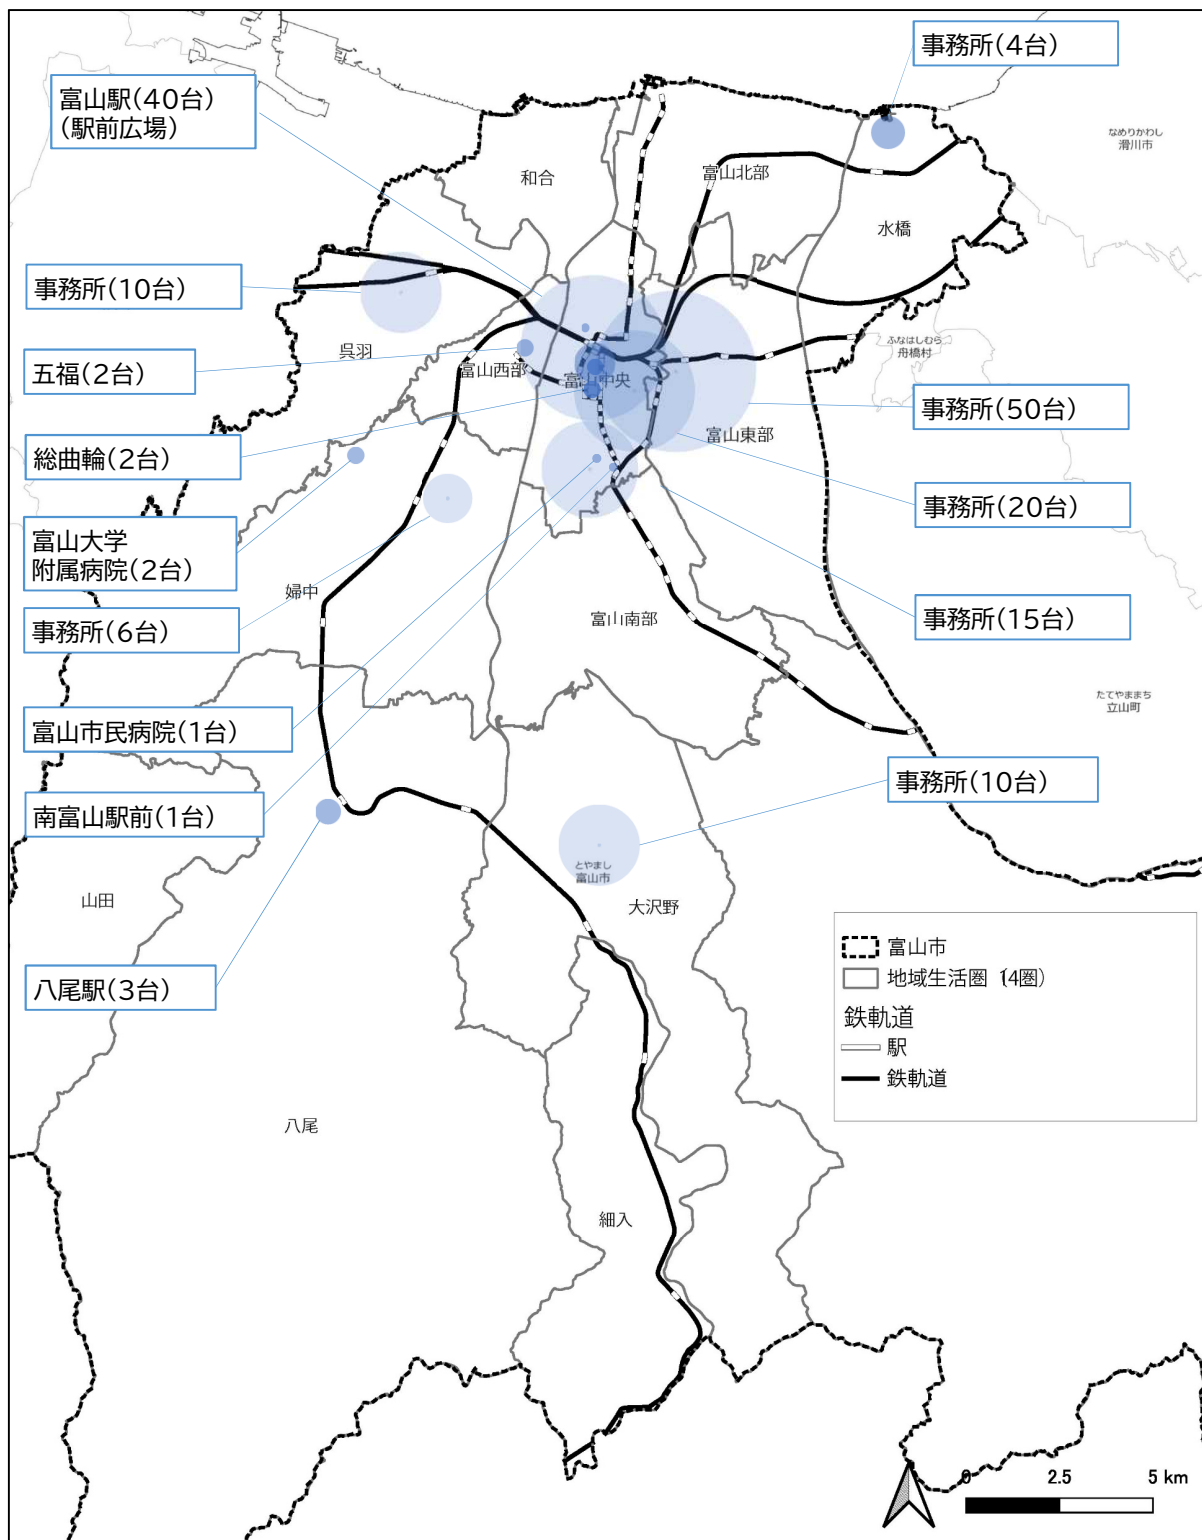 事務所(4台)
富山駅(40台)
(駅前広場)
なめりかわし
滑川市
和合
富山北部
水橋
事務所(10台)
ふなはしむら
舟橋村
呉羽
五福(2台)
富山西部
富山中央
事務所(50台)
富山東部
総曲輪(2台)
事務所(20台)
富山大学
附属病院(2台)
婦中
事務所(6台)
富山南部
事務所(15台)
たてやままち
立山町
富山市民病院(1台)
事務所(10台)
南富山駅前(1台)
とやまし
富山市
山田
大沢野
富山市
八尾駅(3台)
地域生活圏(14圏)
鉄軌道
駅
鉄軌道
八尾
細入
0 2.5 5 km